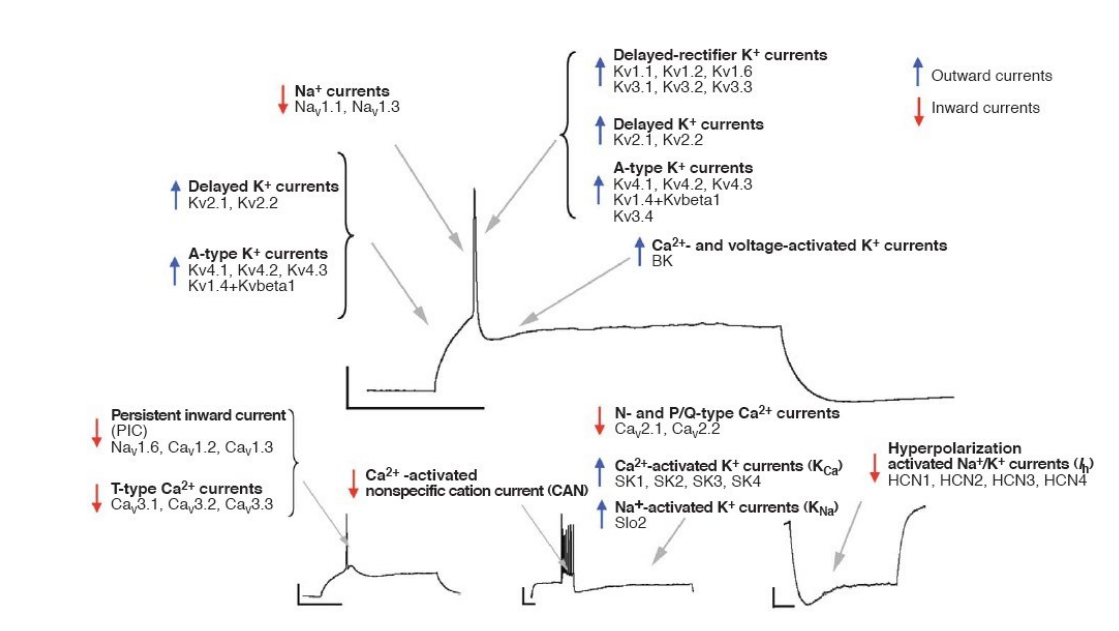 Delayed-rectifier K+ currents
Kv1.1, Kv1.2, Kv1.6
Kv3.1, Kv3.2, Kv3.3
Outward currents
Inward currents
Na+ currents
Nav1.1, Nav1.3
Delayed K+ currents
Kv2.1, Kv2.2
A-type K+ currents
Kv4.1, Kv4.2, Kv4.3
Kv1.4+Kvbeta1
Kv3.4
Delayed K+ currents
Kv2.1, Kv2.2
A-type K+ currents
Kv4.1, Kv4.2, Kv4.3
Kv1.4+Kvbeta1
Ca2+- and voltage-activated K+ currents
BK
Persistent inward current
(PIC)
Nav1.6, Cav1.2, Cav1.3
T-type Ca2+ currents
Cav3.1, Cav3.2, Cav3.3
Ca2+ -activated
nonspecific cation current (CAN)
N- and P/Q-type Ca2+ currents
Cav2.1, Cav2.2
Ca2+-activated K+ currents (KCa)
SK1, SK2, SK3, SK4
Na+-activated K+ currents (KNa)
Slo2
Hyperpolarization
activated Na+/K+ currents (Ih)
HCN1, HCN2, HCN3, HCN4